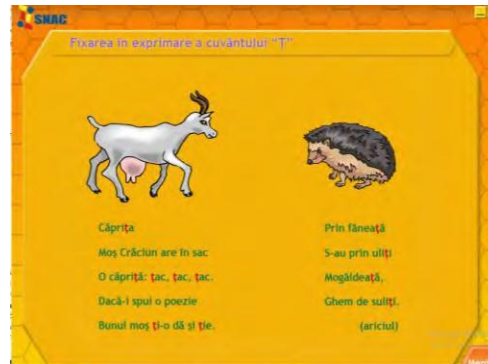 SNAC
Fixarea în exprimare a cuvântului "Ț"
Căprița
Moș Crăciun are în sac
O căpriță: țac, țac, țac.
Dacă-i spui o poezie
Bunul moș ți-o dă și ție.
Prin fâneață
S-au prin uliți
Mogâldeață,
Ghem de suliți.
(ariciul)